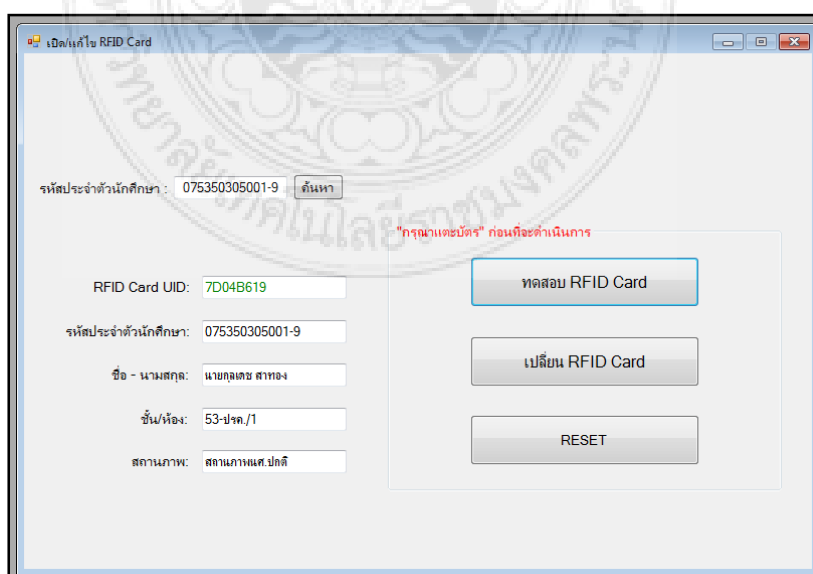 เปิด/แก้ไข RFID Card
รหัสประจำตัวนักศึกษา : 075350305001-9 ค้นหา
"กรุณาแตะบัตร" ก่อนที่จะดำเนินการ
RFID Card UID: 7D04B619
ทดสอบ RFID Card
รหัสประจำตัวนักศึกษา: 075350305001-9
ชื่อ - นามสกุล: นายกุลเดช สาทอง
เปลี่ยน RFID Card
ชั้น/ห้อง: 53-ปรค./1
RESET
สถานภาพ: สถานภาพนศ.ปกติ